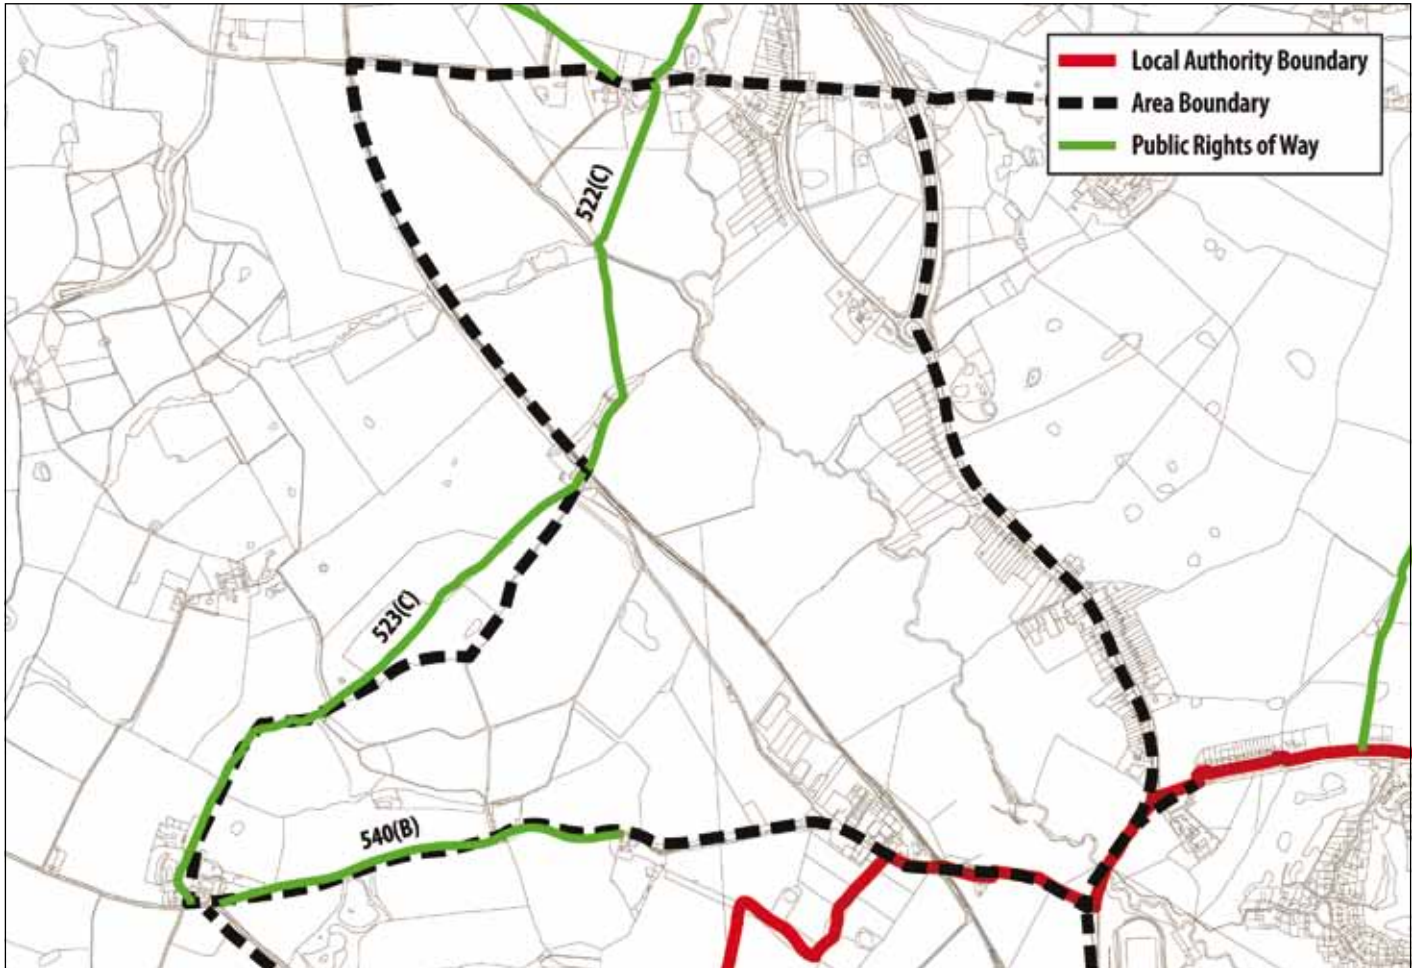 Local Authority Boundary
Area Boundary
Public Rights of Way
522(C)
523(C)
540(B)